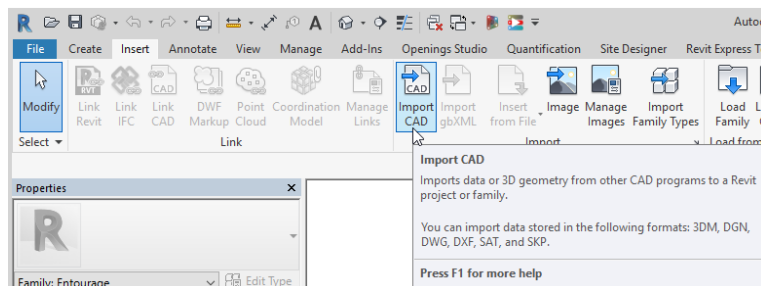 R A Autod
File Create Insert Annotate View Manage Add-Ins Openings Studio Quantification Site Designer Revit Express T
Modify Link Revit Link IFC Link CAD DWF Markup Point Cloud Coordination Model Manage Links Import CAD Import gbXML Insert from File Image Manage Images Import Family Types Load Family
RVT CAD CAD
Select Link Import Load from
Import CAD
Imports data or 3D geometry from other CAD programs to a Revit
project or family.
You can import data stored in the following formats: 3DM, DGN,
DWG, DXF, SAT, and SKP.
Press F1 for more help
Properties
R
Family: Entourage Edit Type